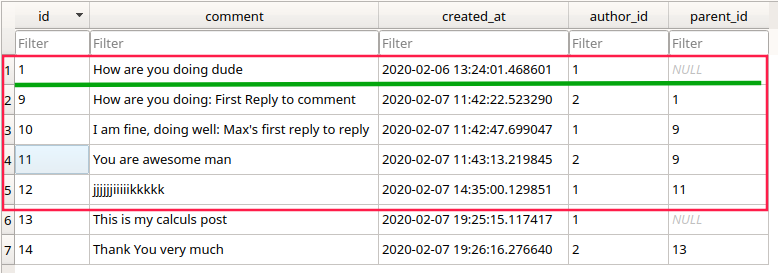 id comment created_at author_id parent_id
Filter Filter Filter Filter Filter
1 1 How are you doing dude 2020-02-06 13:24:01.468601 1 NULL
2 9 How are you doing: First Reply to comment 2020-02-07 11:42:22.523290 2 1
3 10 I am fine, doing well: Max's first reply to reply 2020-02-07 11:42:47.699047 1 9
4 11 You are awesome man 2020-02-07 11:43:13.219845 2 9
5 12 jjjjjjiiiiikkkkk 2020-02-07 14:35:00.129851 1 11
6 13 This is my calculs post 2020-02-07 19:25:15.117417 1 NULL
7 14 Thank You very much 2020-02-07 19:26:16.276640 2 13